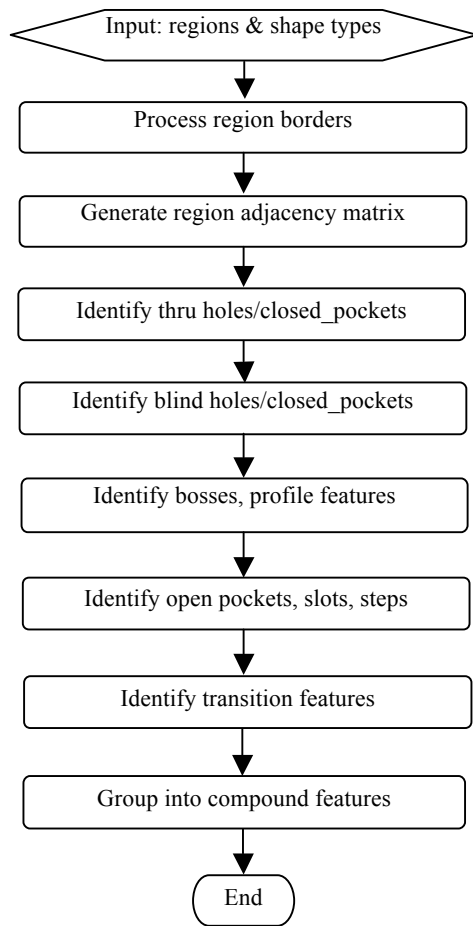 Input: regions & shape types
Process region borders
Generate region adjacency matrix
Identify thru holes/closed_pockets
Identify blind holes/closed_pockets
Identify bosses, profile features
Identify open pockets, slots, steps
Identify transition features
Group into compound features
End